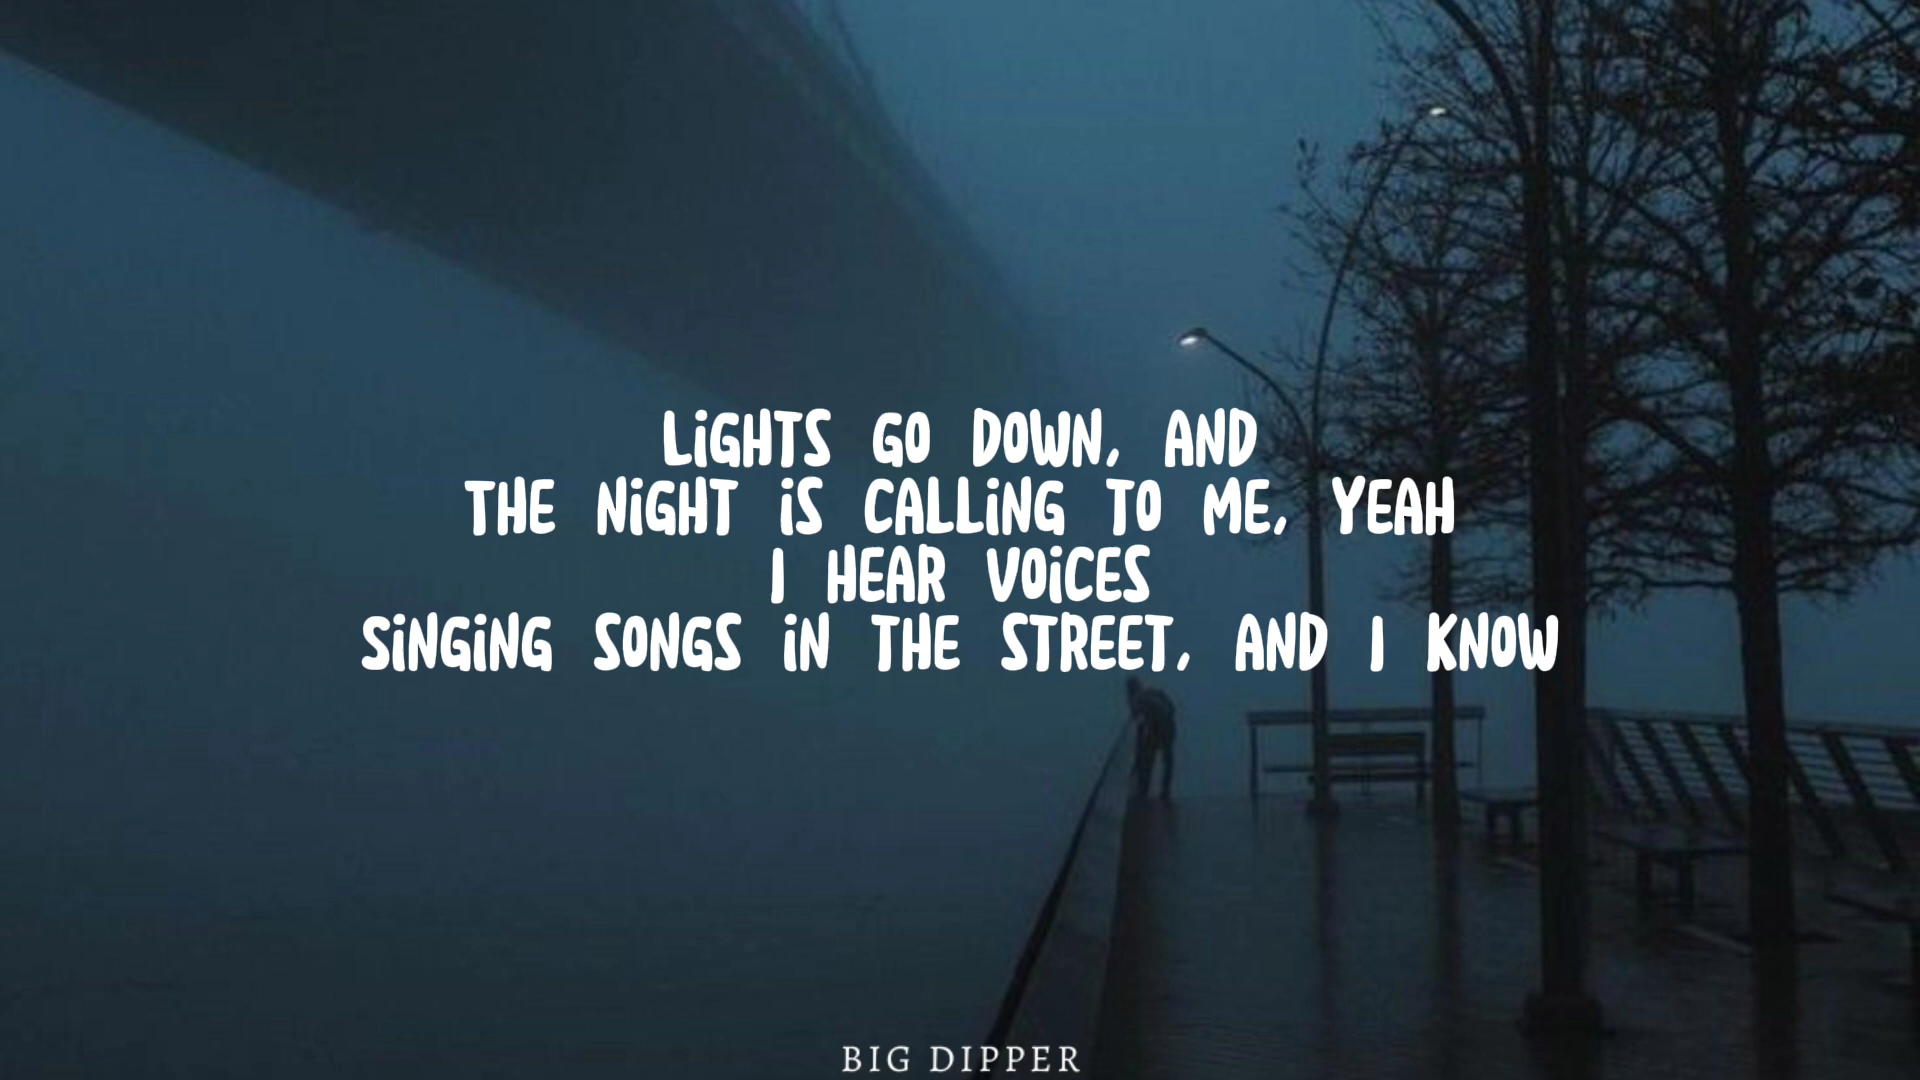 LIGHTS GO DOWN, AND
THE NIGHT IS CALLING TO ME, YEAH
I HEAR VOICES
SINGING SONGS IN THE STREET, AND I KNOW
BIG DIPPER